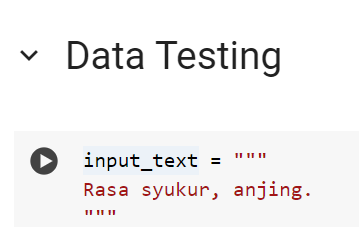 Data Testing
input_text = """
Rasa syukur, anjing.
"""